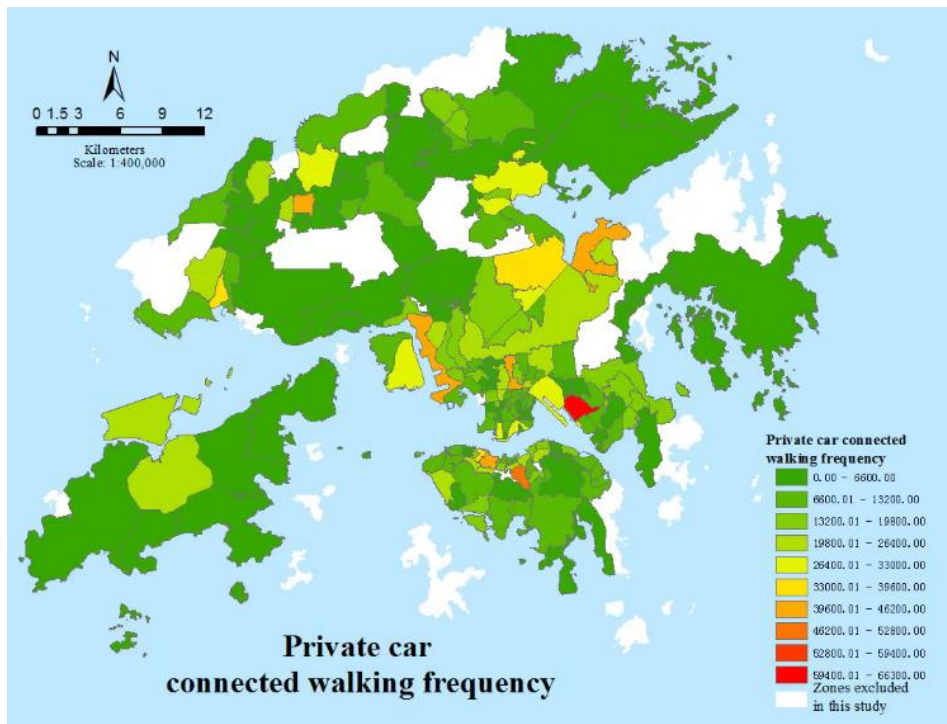 N
0 1.5 3 6 9 12
Kilometers
Scale: 1:400,000
Private car connected
walking frequency
0.00 - 6600.00
6600.01 - 13200.00
13200.01 - 19800.00
19800.01 - 26400.00
26400.01 - 33000.00
33000.01 - 39600.00
39600.01 - 46200.00
46200.01 - 52800.00
52800.01 - 59400.00
59400.01 - 66300.00
Zones excluded
in this study
Private car
connected walking frequency